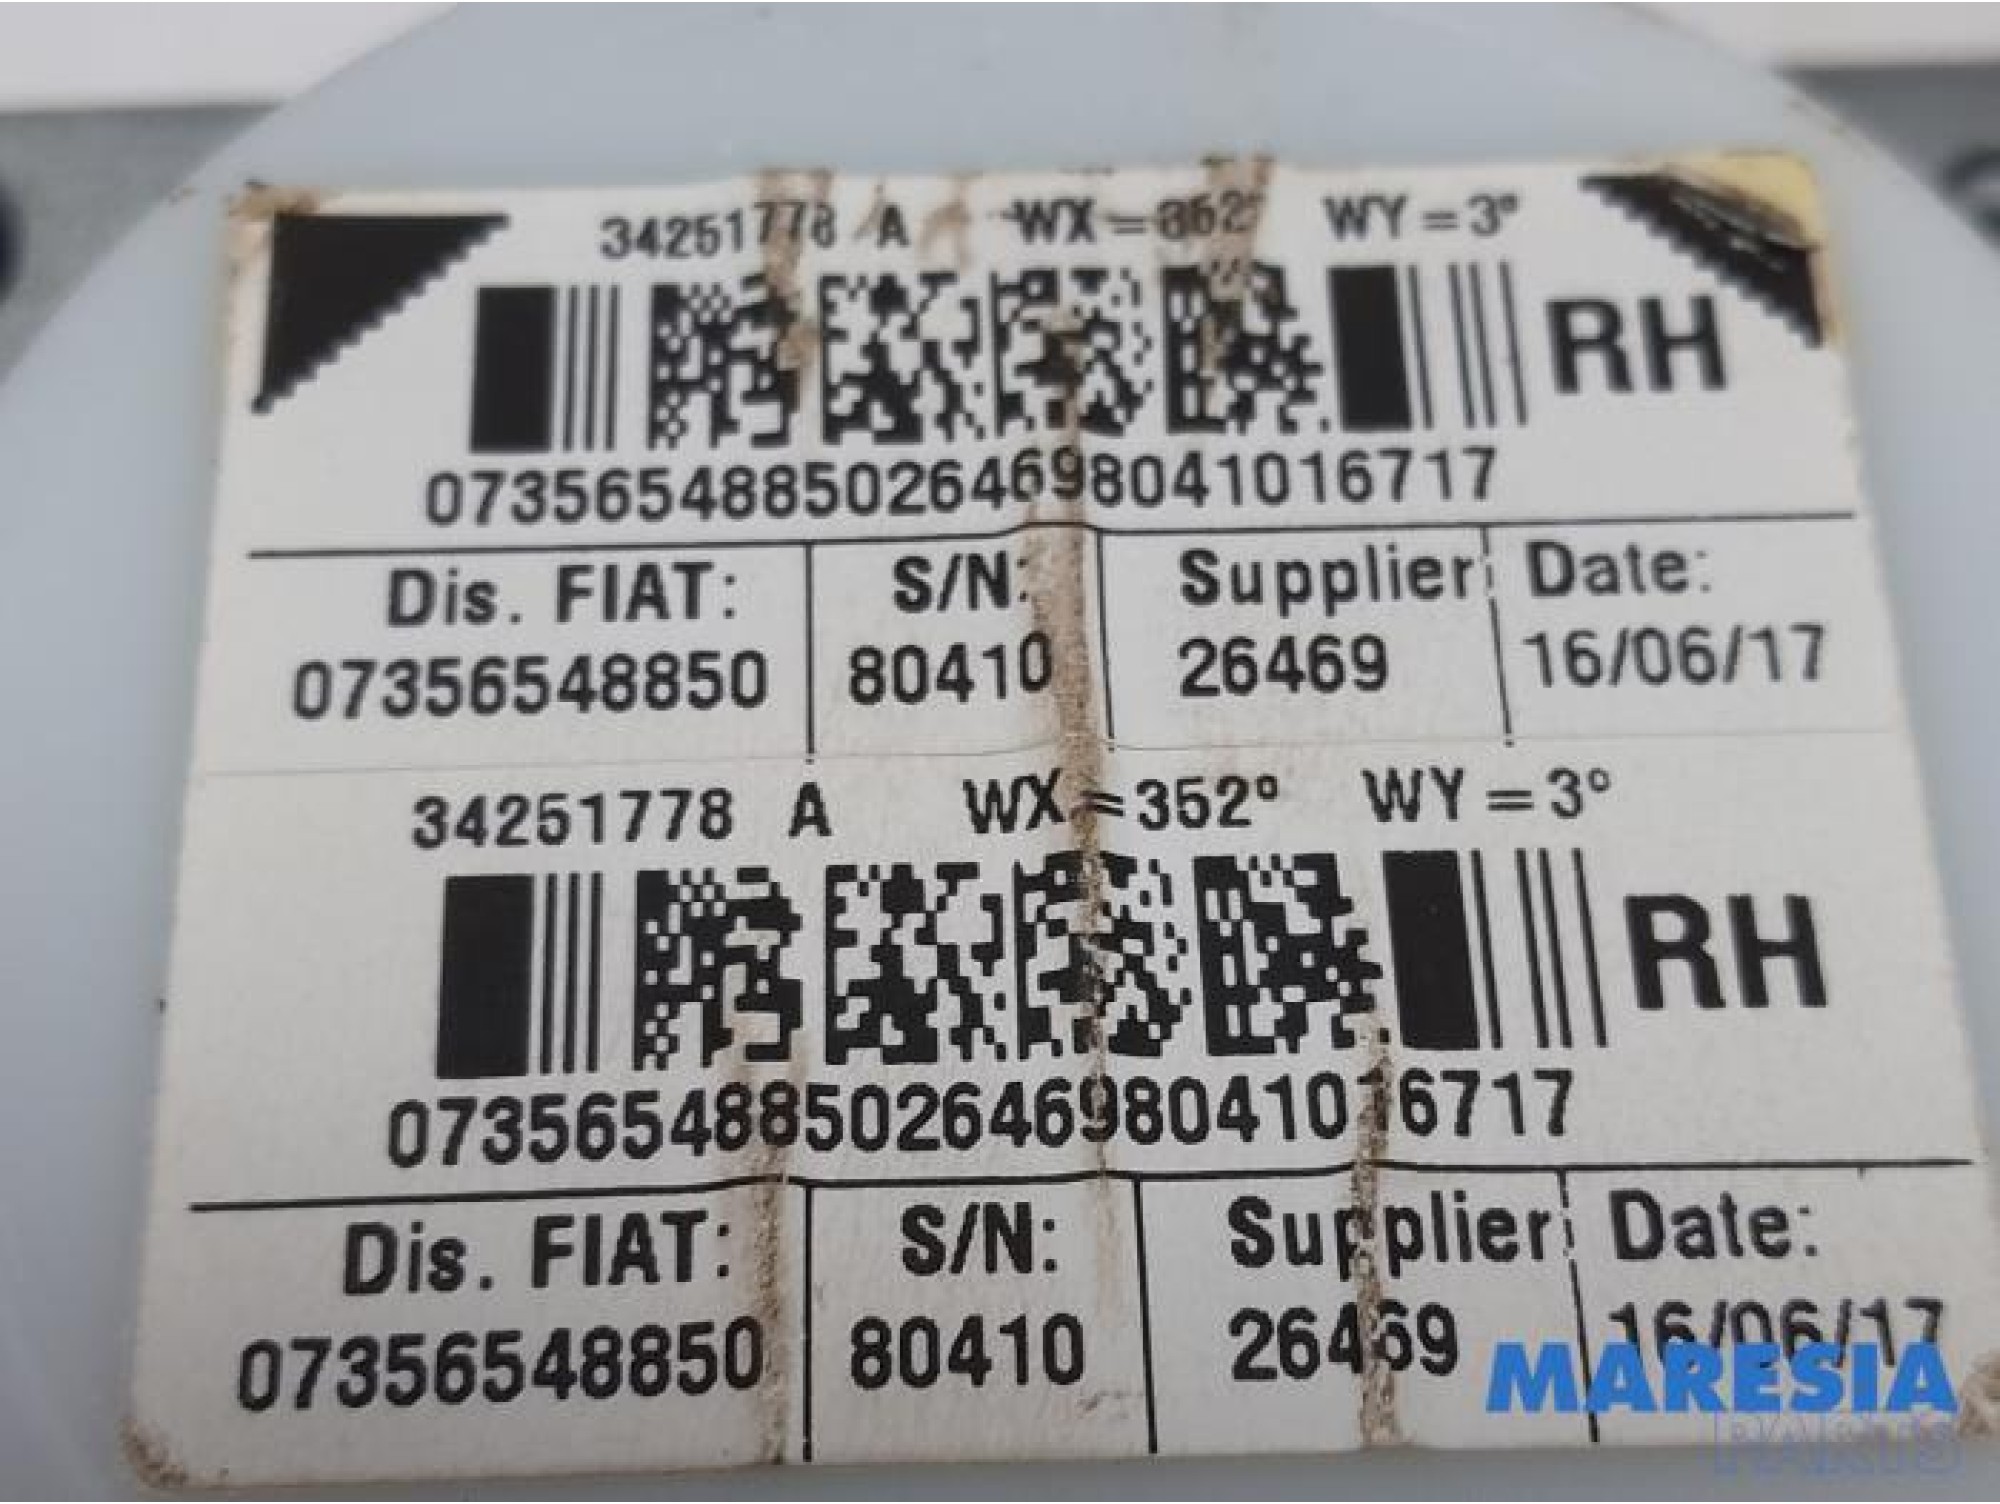 34251778 A WX=352° WY=3°
RH
07356548850264698041016717
Dis. FIAT: S/N: Supplier: Date:
07356548850 80410 26469 16/06/17
34251778 A WX=352° WY=3°
RH
07356548850264698041016717
Dis. FIAT: S/N: Supplier: Date:
07356548850 80410 26469 16/06/17
MARESIA
PARTS